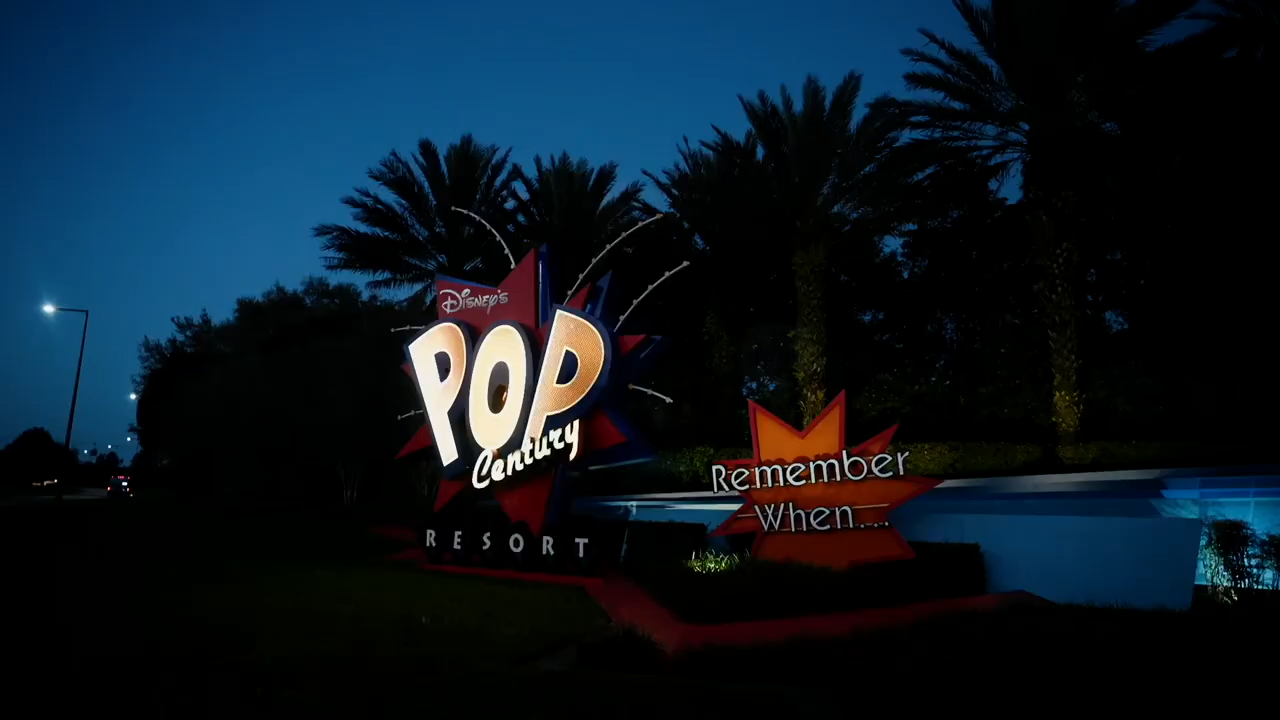 Disney's
POP
Century
RESORT
Remember
When....